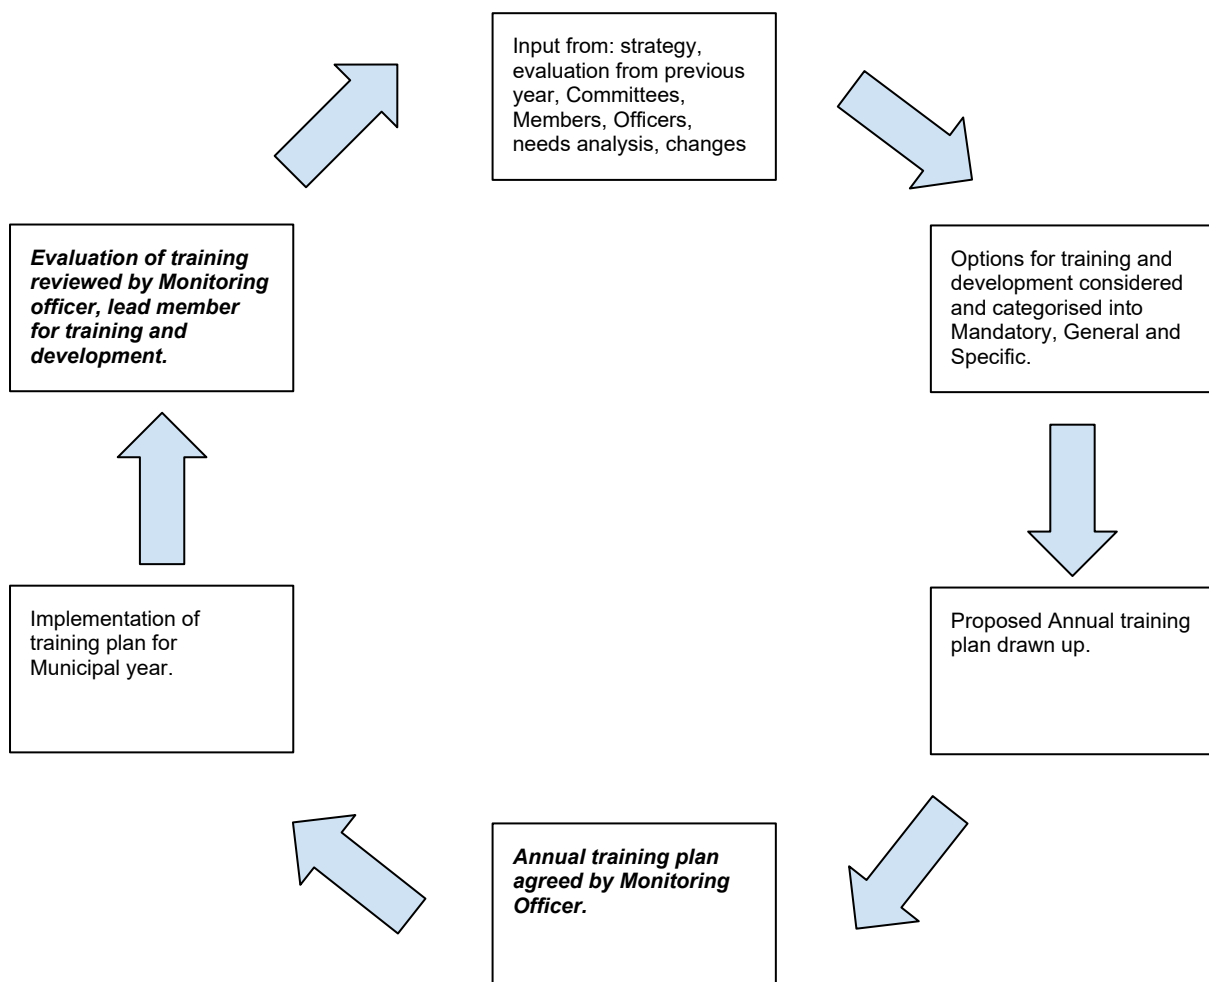 Input from: strategy,
evaluation from previous
year, Committees,
Members, Officers,
needs analysis, changes
Options for training and
development considered
and categorised into
Mandatory, General and
Specific.
Proposed Annual training
plan drawn up.
Annual training plan
agreed by Monitoring
Officer.
Implementation of
training plan for
Municipal year.
Evaluation of training
reviewed by Monitoring
officer, lead member
for training and
development.